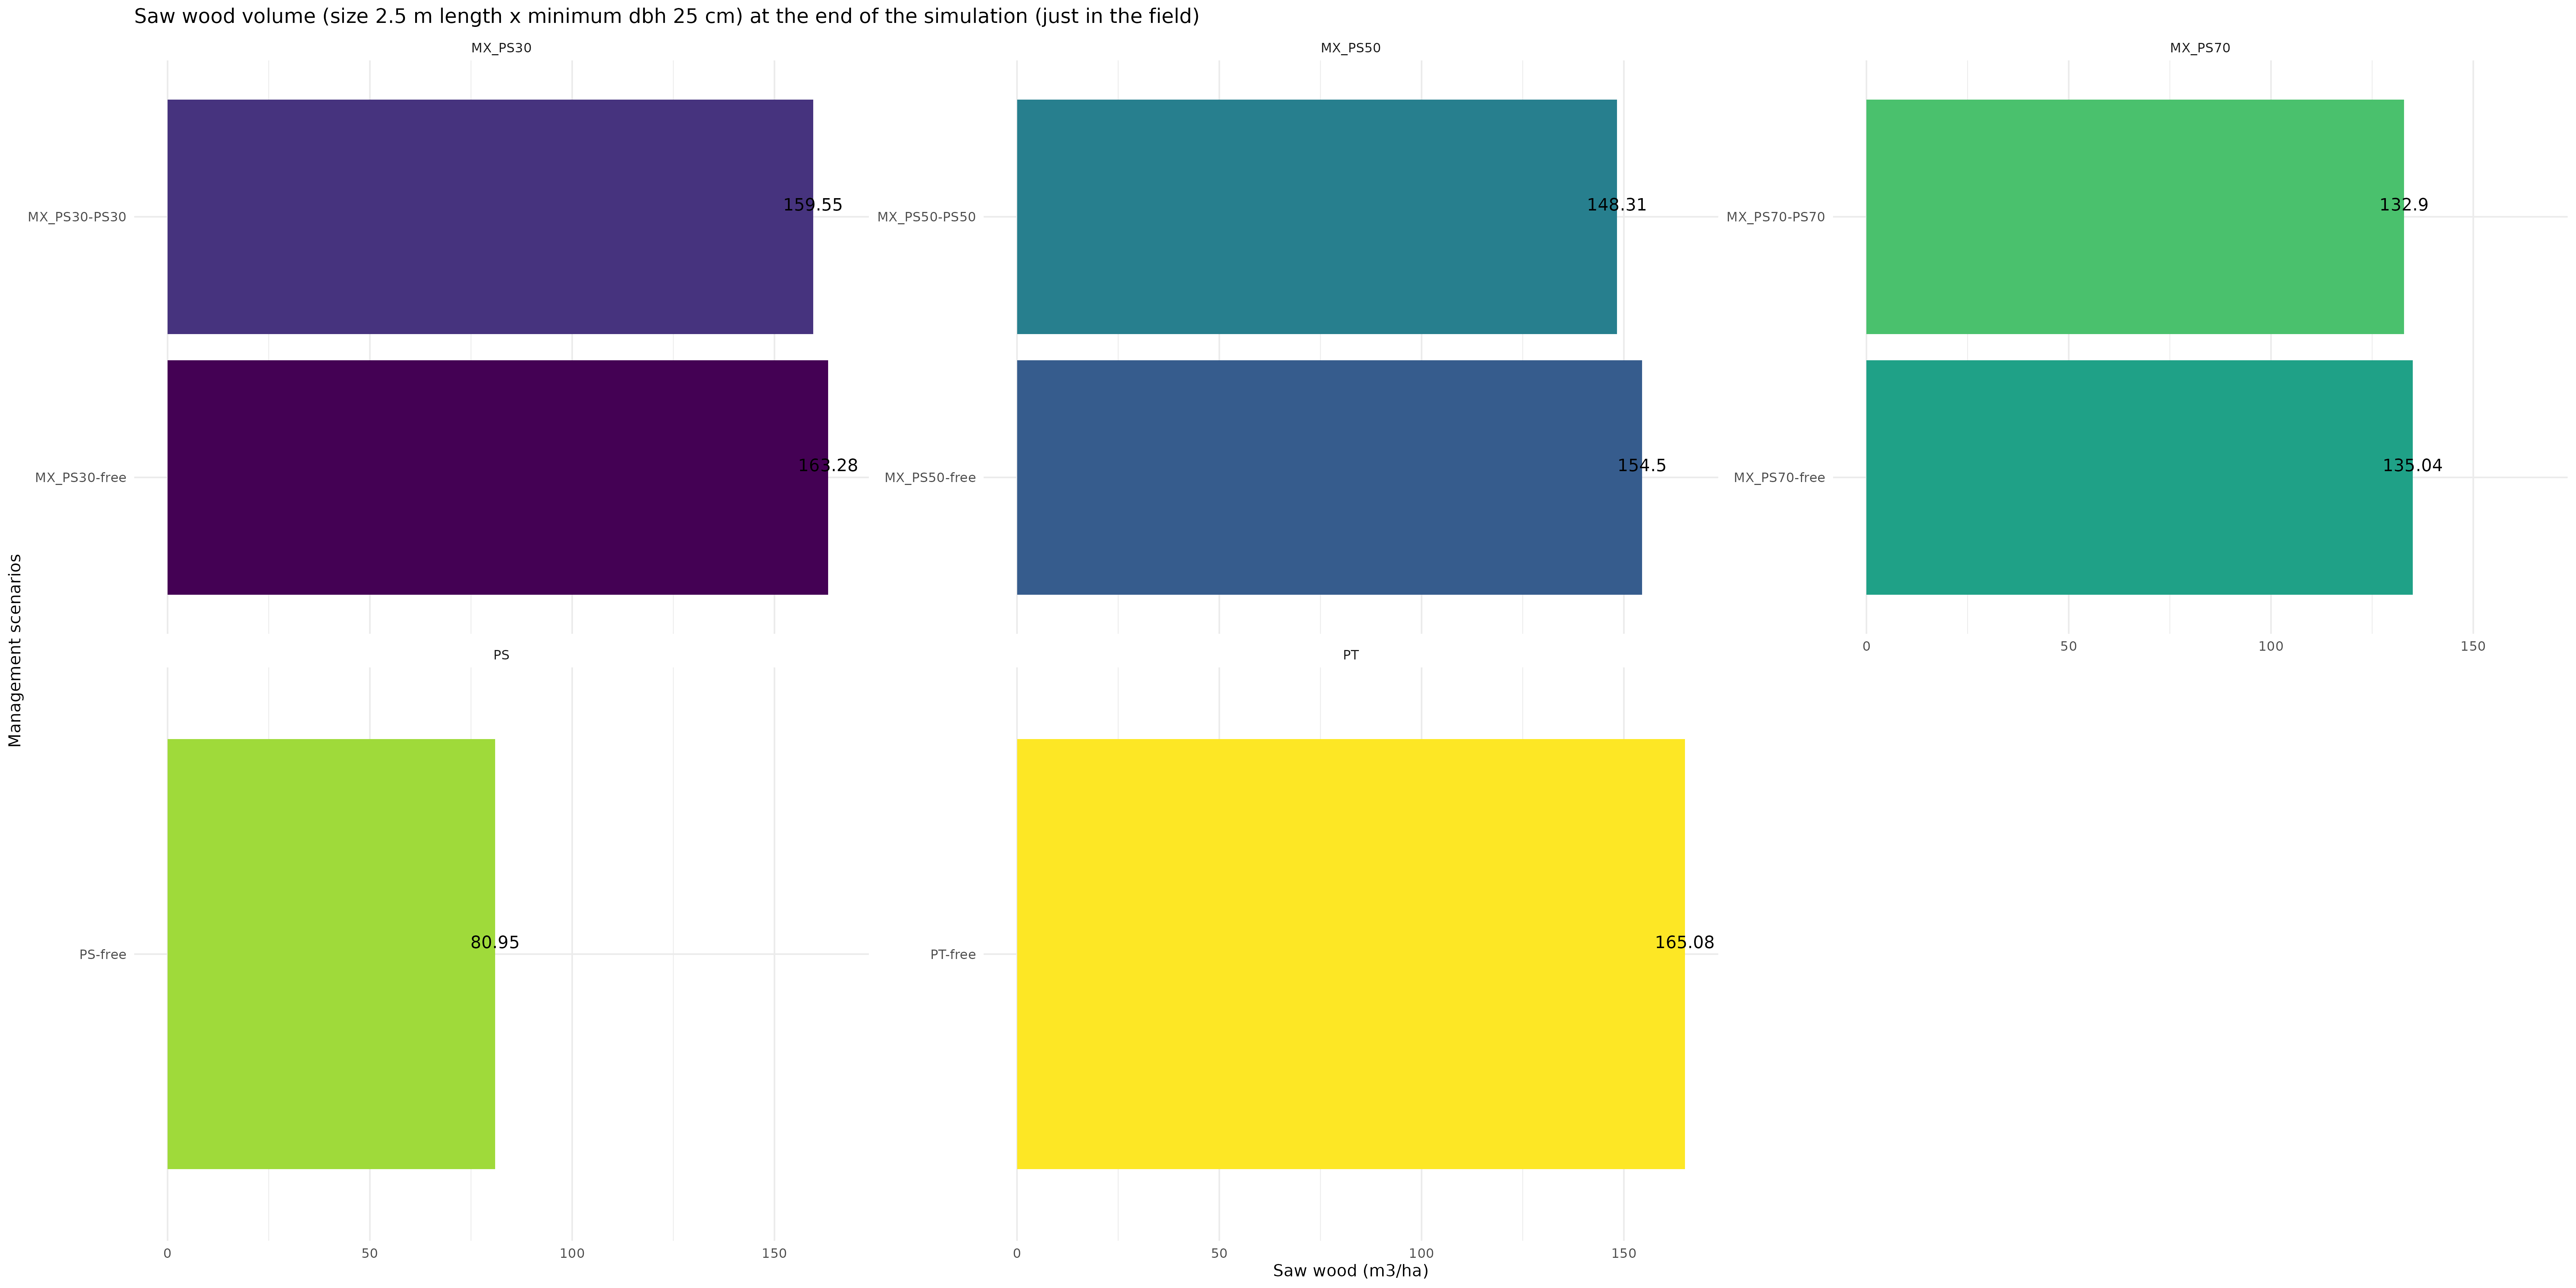 Saw wood volume (size 2.5 m length x minimum dbh 25 cm) at the end of the simulation (just in the field)
MX_PS30
MX_PS50
MX_PS70
MX_PS30-PS30
159.55
MX_PS50-PS50
148.31
MX_PS70-PS70
132.9
MX_PS30-free
163.28
MX_PS50-free
154.5
MX_PS70-free
135.04
0 50 100 150
Management scenarios
PS
PT
PS-free
80.95
PT-free
165.08
0 50 100 150
0 50 100 150
Saw wood (m3/ha)